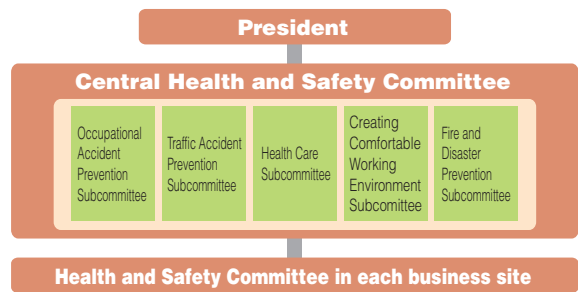 President
Central Health and Safety Committee
Occupational
Accident
Prevention
Subcommittee
Traffic Accident
Prevention
Subcommittee
Health Care
Subcommittee
Creating
Comfortable
Working
Environment
Subcomittee
Fire and
Disaster
Prevention
Subcommittee
Health and Safety Committee in each business site